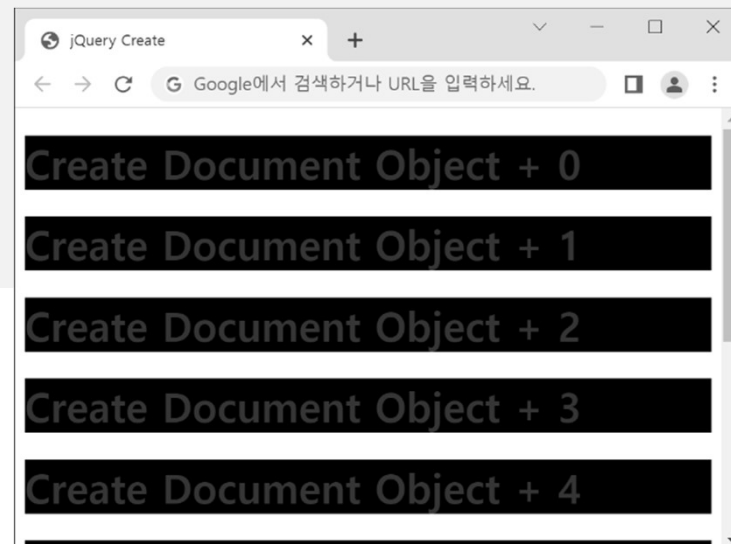 jQuery Create
Google에서 검색하거나 URL을 입력하세요.
Create Document Object + 0
Create Document Object + 1
Create Document Object + 2
Create Document Object + 3
Create Document Object + 4